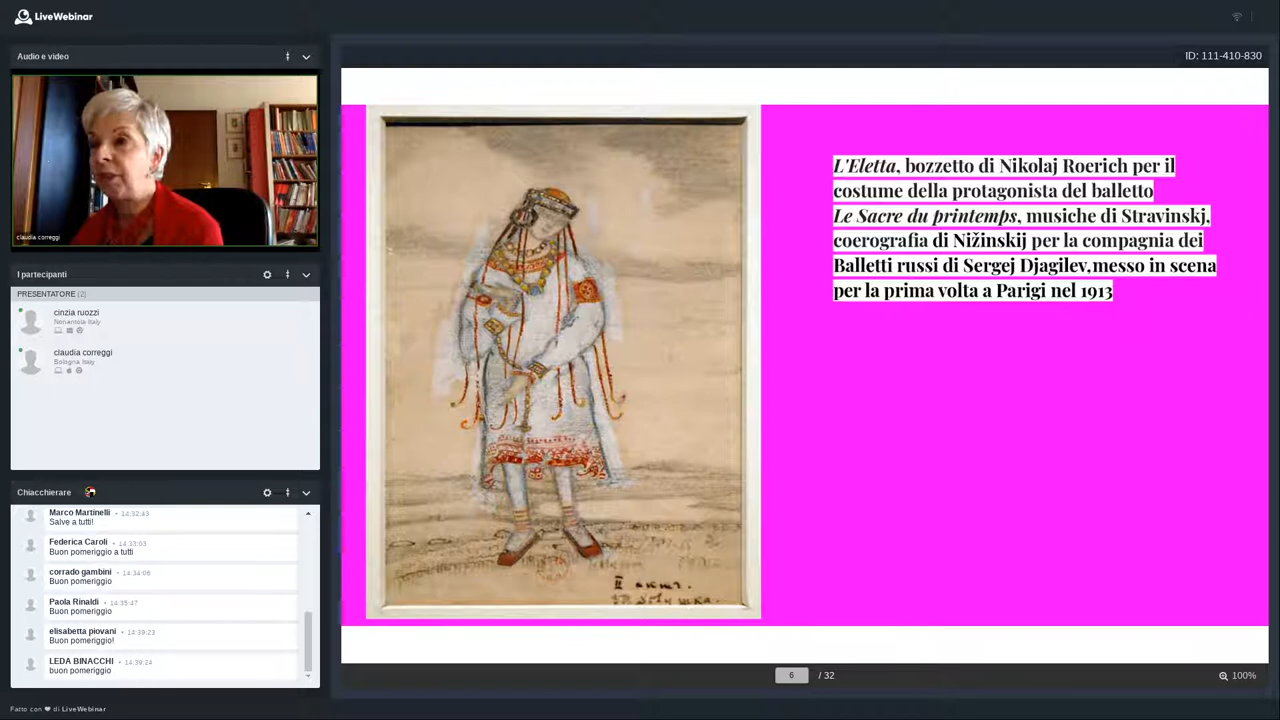 LiveWebinar
Audio e video
claudia correggi
I partecipanti
PRESENTATORE (2)
cinzia ruozzi
Nonantola Italy
claudia correggi
Bologna Italy
Chiacchierare
Marco Martinelli • 14:32:43
Salve a tutti!
Federica Caroli • 14:33:03
Buon pomeriggio a tutti
corrado gambini • 14:34:06
Buon pomeriggio
Paola Rinaldi • 14:35:47
Buon pomeriggio
elisabetta piovani • 14:39:23
Buon pomeriggio!
LEDA BINACCHI • 14:39:24
buon pomeriggio
Fatto con ❤ di LiveWebinar
ID: 111-410-830
L'Eletta, bozzetto di Nikolaj Roerich per il
costume della protagonista del balletto
Le Sacre du printemps, musiche di Stravinskj,
coerografia di Nižinskij per la compagnia dei
Balletti russi di Sergej Djagilev,messo in scena
per la prima volta a Parigi nel 1913
6 / 32
100%